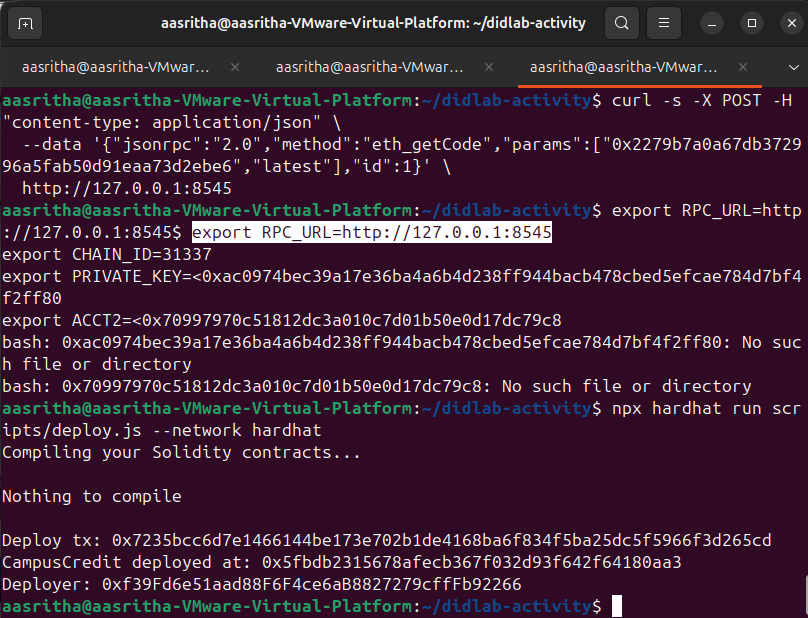 aasritha@aasritha-VMware-Virtual-Platform: ~/didlab-activity
aasritha@aasritha-VMwar...
aasritha@aasritha-VMwar...
aasritha@aasritha-VMwar...
aasritha@aasritha-VMware-Virtual-Platform:~/didlab-activity$ curl -s -X POST -H
"content-type: application/json" \
  --data '{"jsonrpc":"2.0","method":"eth_getCode","params":["0x2279b7a0a67db3729
96a5fab50d91eaa73d2ebe6","latest"],"id":1}' \
  http://127.0.0.1:8545
aasritha@aasritha-VMware-Virtual-Platform:~/didlab-activity$ export RPC_URL=http
://127.0.0.1:8545$ export RPC_URL=http://127.0.0.1:8545
export CHAIN_ID=31337
export PRIVATE_KEY=<0xac0974bec39a17e36ba4a6b4d238ff944bacb478cbed5efcae784d7bf4
f2ff80
export ACCT2=<0x70997970c51812dc3a010c7d01b50e0d17dc79c8
bash: 0xac0974bec39a17e36ba4a6b4d238ff944bacb478cbed5efcae784d7bf4f2ff80: No suc
h file or directory
bash: 0x70997970c51812dc3a010c7d01b50e0d17dc79c8: No such file or directory
aasritha@aasritha-VMware-Virtual-Platform:~/didlab-activity$ npx hardhat run scr
ipts/deploy.js --network hardhat
Compiling your Solidity contracts...
Nothing to compile
Deploy tx: 0x7235bcc6d7e1466144be173e702b1de4168ba6f834f5ba25dc5f5966f3d265cd
CampusCredit deployed at: 0x5fbdb2315678afecb367f032d93f642f64180aa3
Deployer: 0xf39Fd6e51aad88F6F4ce6aB8827279cffFb92266
aasritha@aasritha-VMware-Virtual-Platform:~/didlab-activity$